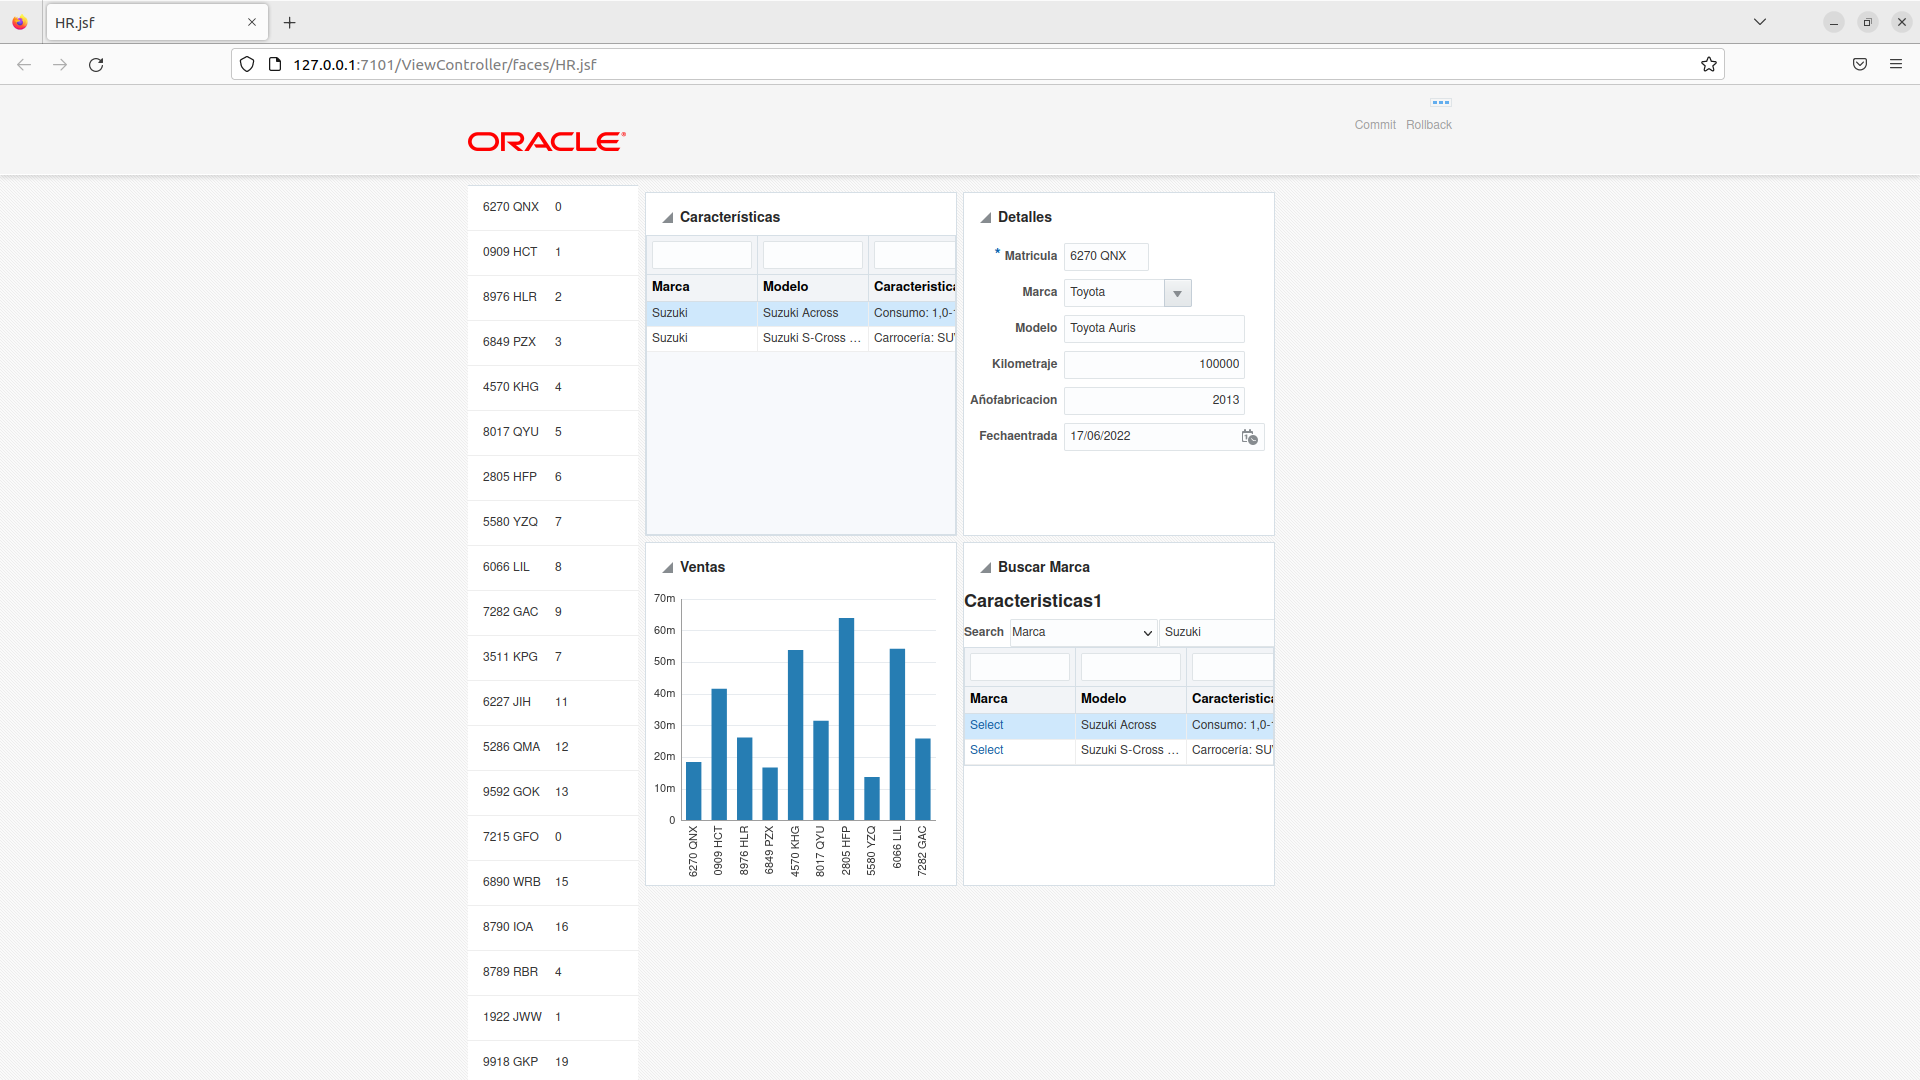 HR.jsf
127.0.0.1:7101/ViewController/faces/HR.jsf
Commit Rollback
ORACLE
6270 QNX 0
0909 HCT 1
8976 HLR 2
6849 PZX 3
4570 KHG 4
8017 QYU 5
2805 HFP 6
5580 YZQ 7
6066 LIL 8
7282 GAC 9
3511 KPG 7
6227 JIH 11
5286 QMA 12
9592 GOK 13
7215 GFO 0
6890 WRB 15
8790 IOA 16
8789 RBR 4
1922 JWW 1
9918 GKP 19
Características
Marca Modelo Caracteristica
Suzuki Suzuki Across Consumo: 1,0-
Suzuki Suzuki S-Cross ... Carrocería: SU
Detalles
* Matricula 6270 QNX
Marca Toyota
Modelo Toyota Auris
Kilometraje 100000
Añofabricacion 2013
Fechaentrada 17/06/2022
Ventas
70m
60m
50m
40m
30m
20m
10m
0
6270 QNX
0909 HCT
8976 HLR
6849 PZX
4570 KHG
8017 QYU
2805 HFP
5580 YZQ
6066 LIL
7282 GAC
Buscar Marca
Caracteristicas1
Search Marca Suzuki
Marca Modelo Caracteristica
Select Suzuki Across Consumo: 1,0-
Select Suzuki S-Cross ... Carrocería: SU